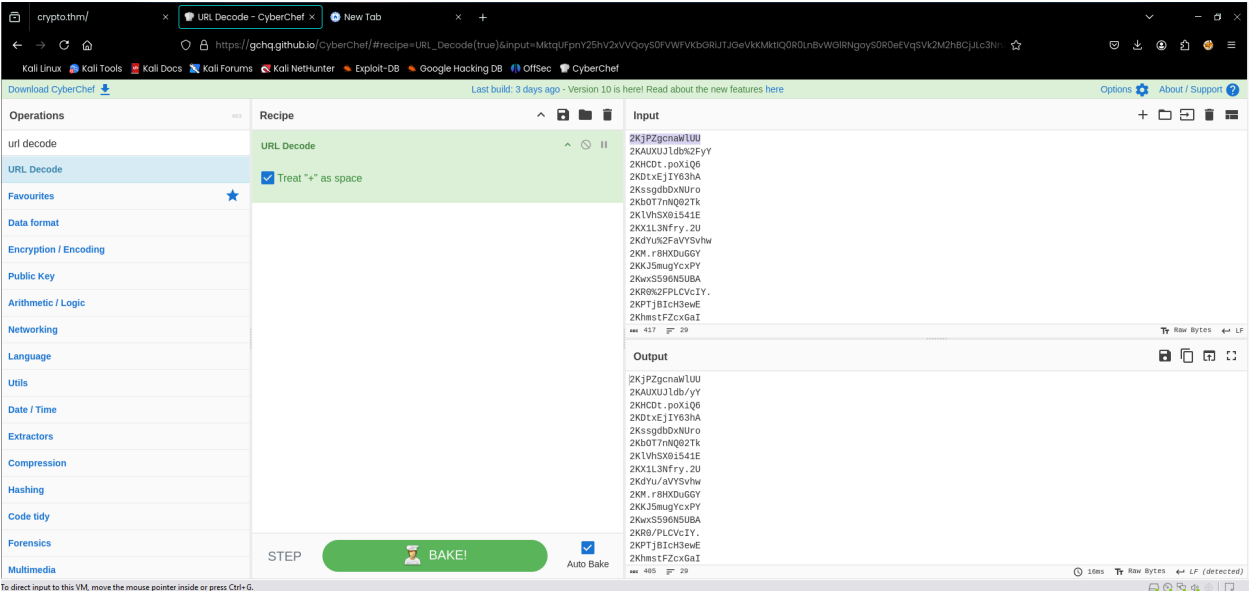 crypto.thm/ × URL Decode - CyberChef × New Tab × +
https://gchq.github.io/CyberChef/#recipe=URL_Decode(true)&input=
Kali Linux Kali Tools Kali Docs Kali Forums Kali NetHunter Exploit-DB Google Hacking DB OffSec CyberChef
Download CyberChef Last build: 3 days ago - Version 10 is here! Read about the new features here Options About / Support
Operations
url decode
URL Decode
Favourites
Data format
Encryption / Encoding
Public Key
Arithmetic / Logic
Networking
Language
Utils
Date / Time
Extractors
Compression
Hashing
Code tidy
Forensics
Multimedia
Recipe
URL Decode
Treat "+" as space
STEP BAKE! Auto Bake
Input
2KjPZgcnaWlUU
2KAUXUJldb%2FyY
2KHCDt.poXiQ6
2KDtxEjIY63hA
2KssgdbDxNUro
2KbOT7nNQ02Tk
2KlVhSX0i541E
2KX1L3Nfry.2U
2KdYu%2FaVYSvhw
2KM.r8HXDuGGY
2KKJ5mugYcxPY
2KwxS596N5UBA
2KR0%2FPLCVcIY.
2KPTjBIcH3ewE
2KhmstFZcxGaI
417 29 Raw Bytes LF
Output
2KjPZgcnaWlUU
2KAUXUJldb/yY
2KHCDt.poXiQ6
2KDtxEjIY63hA
2KssgdbDxNUro
2KbOT7nNQ02Tk
2KlVhSX0i541E
2KX1L3Nfry.2U
2KdYu/aVYSvhw
2KM.r8HXDuGGY
2KKJ5mugYcxPY
2KwxS596N5UBA
2KR0/PLCVcIY.
2KPTjBIcH3ewE
2KhmstFZcxGaI
405 29 16ms Raw Bytes LF (detected)
To direct input to this VM, move the mouse pointer inside or press Ctrl+G.